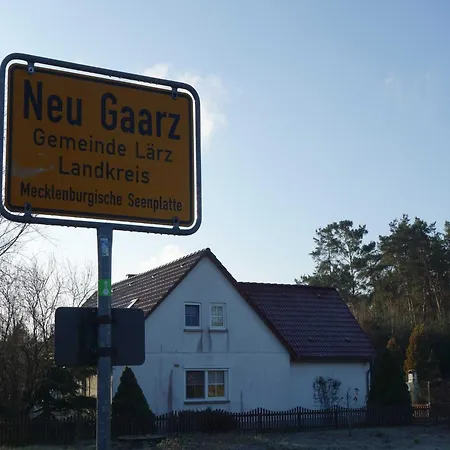 Neu Gaarz
Gemeinde Lärz
Landkreis
Mecklenburgische Seenplatte